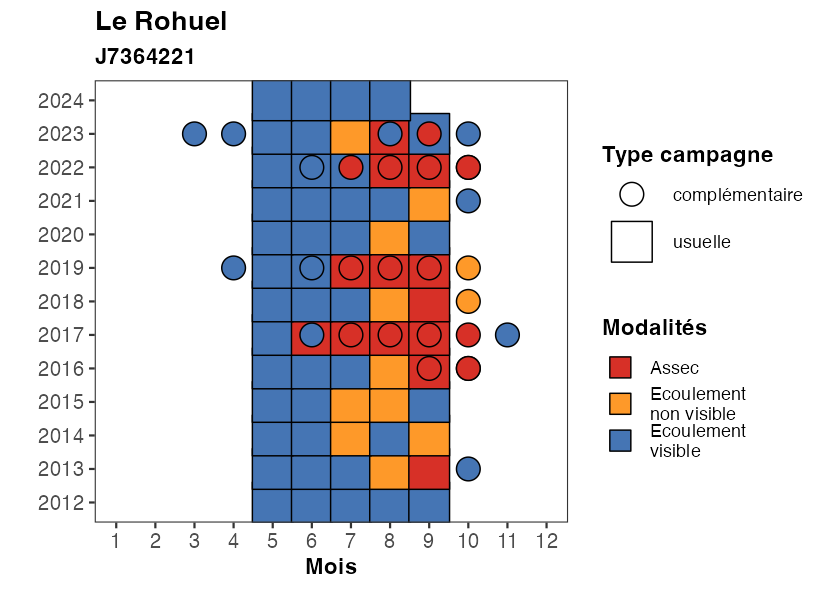 Le Rohuel
J7364221
2024
2023
2022
2021
2020
2019
2018
2017
2016
2015
2014
2013
2012
1 2 3 4 5 6 7 8 9 10 11 12
Mois
Type campagne
complémentaire
usuelle
Modalités
Assec
Ecoulement
non visible
Ecoulement
visible